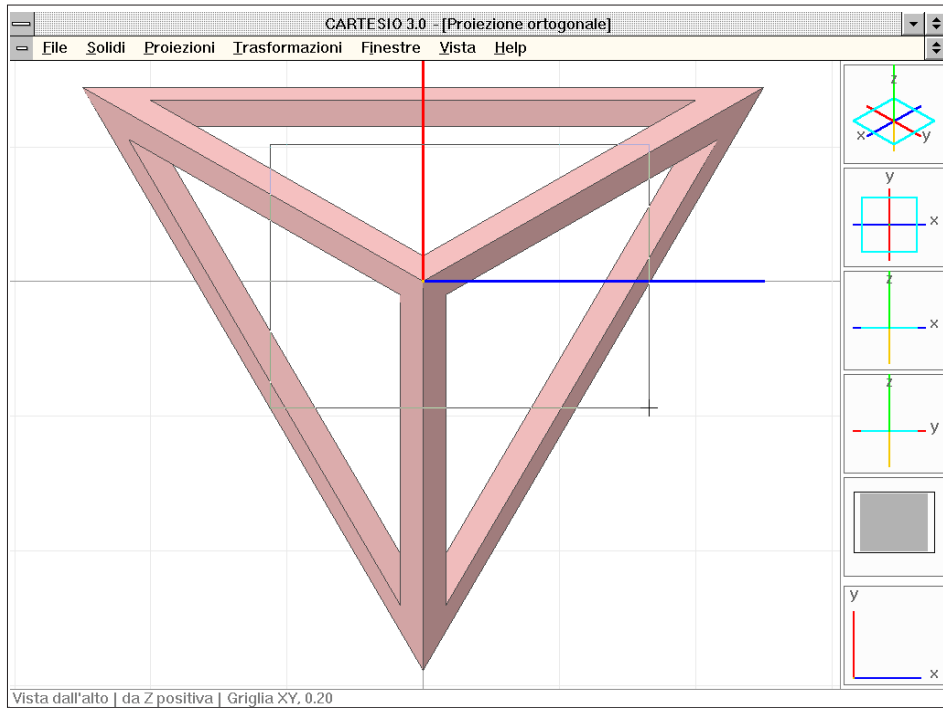 CARTESIO 3.0 - [Proiezione ortogonale]
File Solidi Proiezioni Trasformazioni Finestre Vista Help
z
x y
y
x
z
x
z
y
y
x
Vista dall'alto | da Z positiva | Griglia XY, 0.20